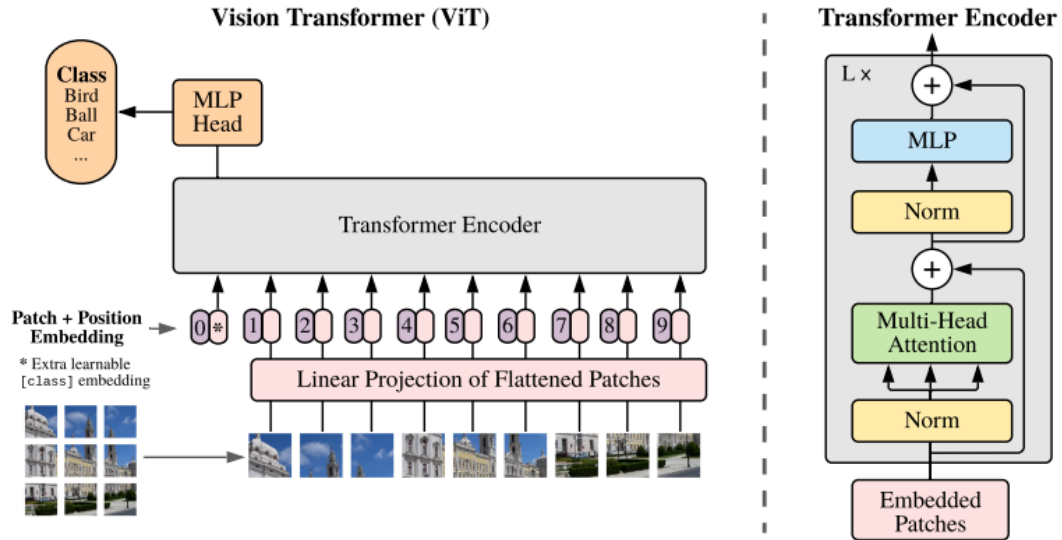 Vision Transformer (ViT)
Class
Bird
Ball
Car
...
MLP
Head
Transformer Encoder
Patch + Position
Embedding
0 * 1 2 3 4 5 6 7 8 9
* Extra learnable
[class] embedding
Linear Projection of Flattened Patches
Transformer Encoder
L ×
+
MLP
Norm
+
Multi-Head
Attention
Norm
Embedded
Patches